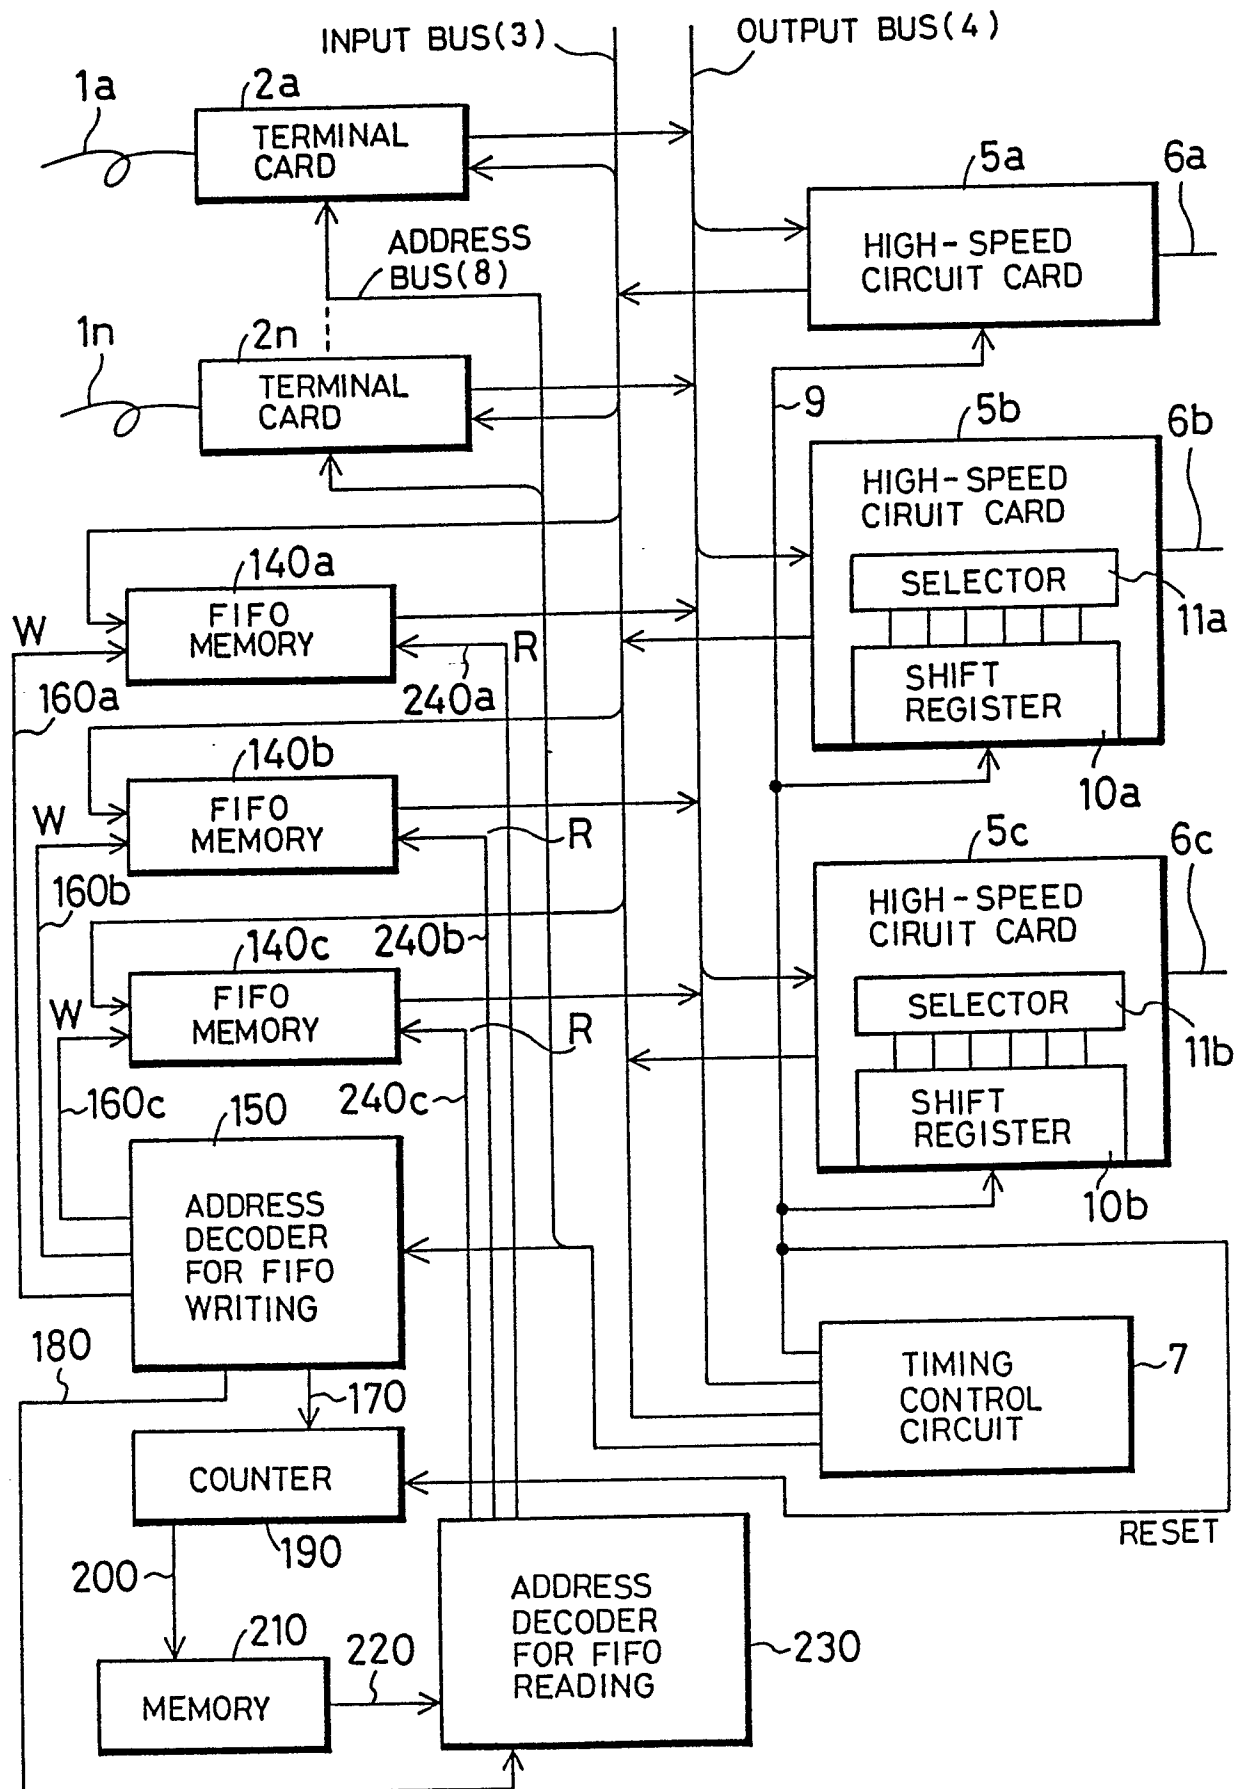 INPUT BUS(3)
OUTPUT BUS(4)
1a
2a
TERMINAL
CARD
5a
6a
HIGH-SPEED
CIRCUIT CARD
ADDRESS
BUS(8)
1n
2n
TERMINAL
CARD
9
5b
6b
HIGH-SPEED
CIRUIT CARD
SELECTOR
11a
SHIFT
REGISTER
10a
140a
FIFO
MEMORY
W
R
160a
240a
140b
FIFO
MEMORY
W
R
160b
240b
5c
6c
HIGH-SPEED
CIRUIT CARD
SELECTOR
11b
SHIFT
REGISTER
10b
140c
FIFO
MEMORY
W
R
160c
240c
150
ADDRESS
DECODER
FOR FIFO
WRITING
180
170
TIMING
CONTROL
CIRCUIT
7
COUNTER
190
RESET
200
210
MEMORY
220
ADDRESS
DECODER
FOR FIFO
READING
230